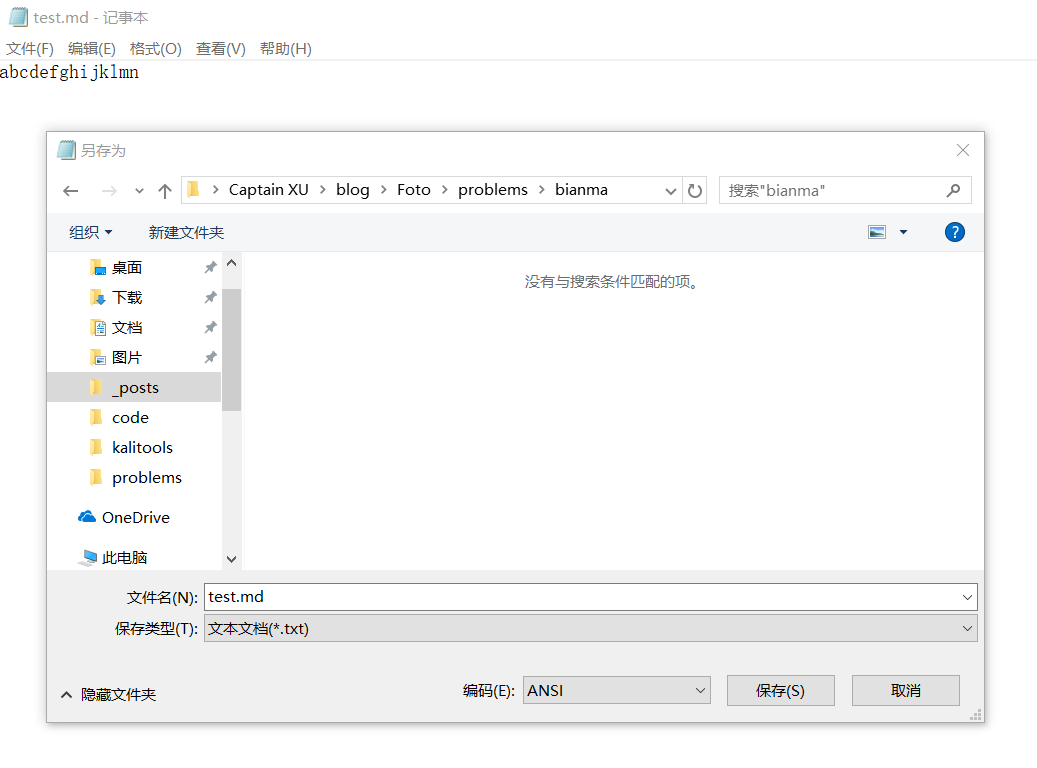 test.md - 记事本
文件(F) 编辑(E) 格式(O) 查看(V) 帮助(H)
abcdefghijklmn
另存为
Captain XU > blog > Foto > problems > bianma
搜索"bianma"
组织 新建文件夹
?
桌面
没有与搜索条件匹配的项。
下载
文档
图片
_posts
code
kalitools
problems
OneDrive
此电脑
文件名(N): test.md
保存类型(T): 文本文档(*.txt)
隐藏文件夹 编码(E): ANSI 保存(S) 取消